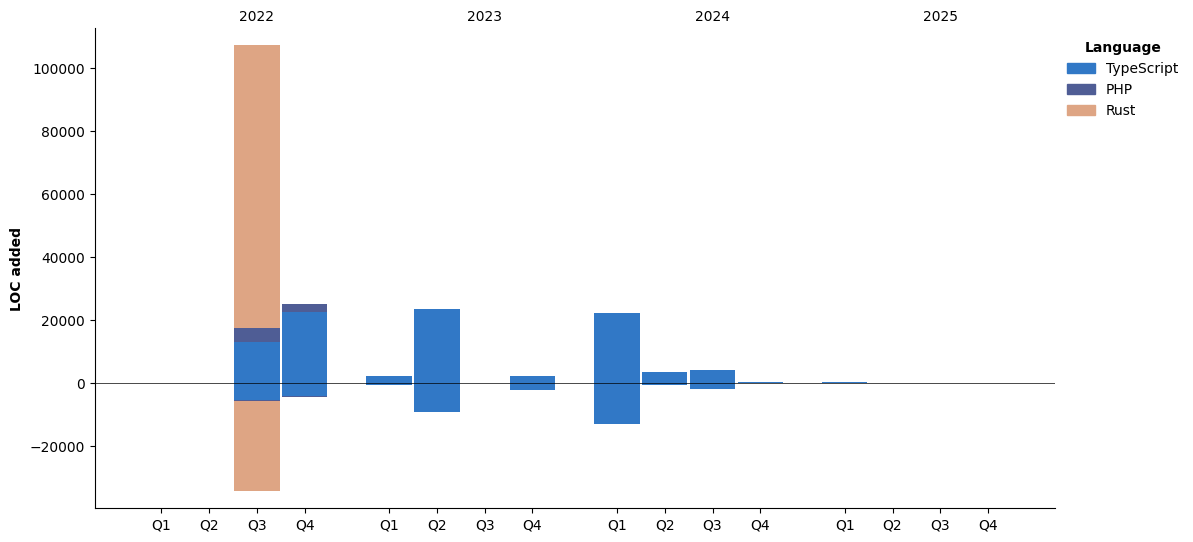 2022 2023 2024 2025
Language
TypeScript
PHP
Rust
LOC added
100000
80000
60000
40000
20000
0
−20000
Q1 Q2 Q3 Q4 Q1 Q2 Q3 Q4 Q1 Q2 Q3 Q4 Q1 Q2 Q3 Q4